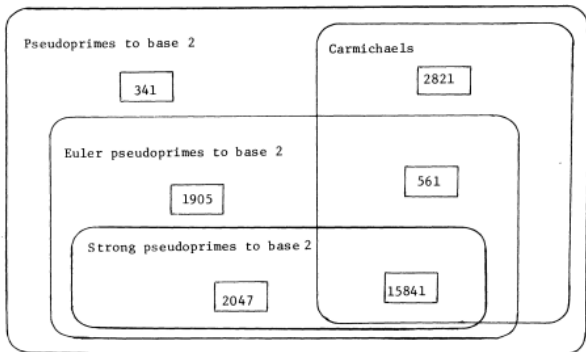 Pseudoprimes to base 2
Carmichaels
341
2821
Euler pseudoprimes to base 2
1905
561
Strong pseudoprimes to base 2
2047
15841